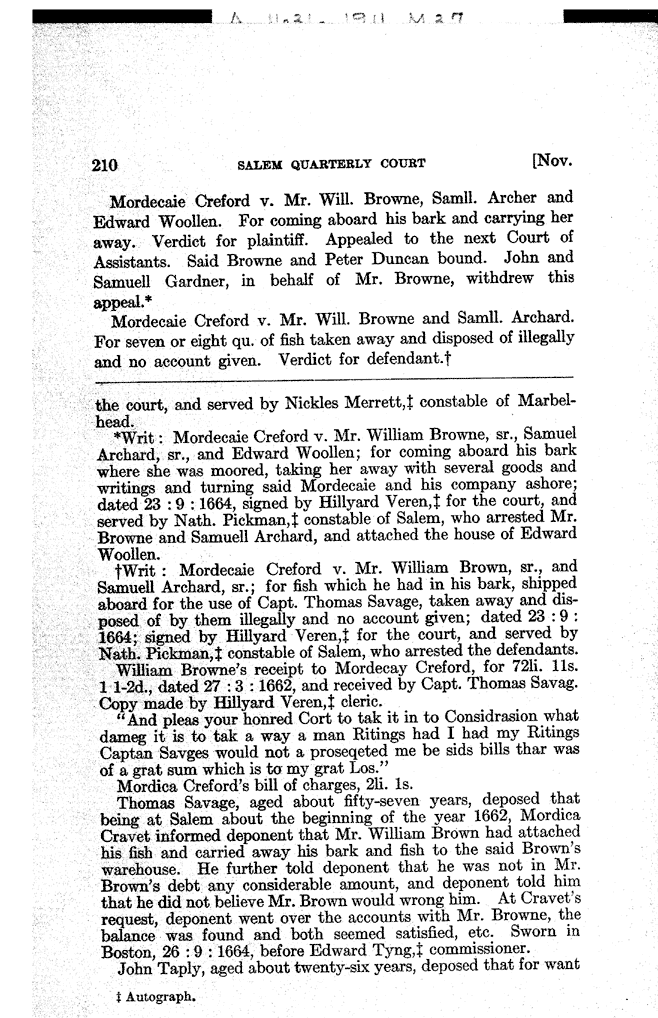 A 11.21. 1911 M 27
210 SALEM QUARTERLY COURT [Nov.
Mordecaie Creford v. Mr. Will. Browne, Samll. Archer and
Edward Woollen. For coming aboard his bark and carrying her
away. Verdict for plaintiff. Appealed to the next Court of
Assistants. Said Browne and Peter Duncan bound. John and
Samuell Gardner, in behalf of Mr. Browne, withdrew this
appeal.*
Mordecaie Creford v. Mr. Will. Browne and Samll. Archard.
For seven or eight qu. of fish taken away and disposed of illegally
and no account given. Verdict for defendant.†
the court, and served by Nickles Merrett,‡ constable of Marbel-
head.
*Writ : Mordecaie Creford v. Mr. William Browne, sr., Samuel
Archard, sr., and Edward Woollen; for coming aboard his bark
where she was moored, taking her away with several goods and
writings and turning said Mordecaie and his company ashore;
dated 23 : 9 : 1664, signed by Hillyard Veren,‡ for the court, and
served by Nath. Pickman,‡ constable of Salem, who arrested Mr.
Browne and Samuell Archard, and attached the house of Edward
Woollen.
†Writ : Mordecaie Creford v. Mr. William Brown, sr., and
Samuell Archard, sr.; for fish which he had in his bark, shipped
aboard for the use of Capt. Thomas Savage, taken away and dis-
posed of by them illegally and no account given; dated 23 : 9 :
1664; signed by Hillyard Veren,‡ for the court, and served by
Nath. Pickman,‡ constable of Salem, who arrested the defendants.
William Browne's receipt to Mordecay Creford, for 72li. 11s.
1 1-2d., dated 27 : 3 : 1662, and received by Capt. Thomas Savag.
Copy made by Hillyard Veren,‡ cleric.
"And pleas your honred Cort to tak it in to Considrasion what
dameg it is to tak a way a man Ritings had I had my Ritings
Captan Savges would not a proseqeted me be sids bills thar was
of a grat sum which is to my grat Los."
Mordica Creford's bill of charges, 2li. 1s.
Thomas Savage, aged about fifty-seven years, deposed that
being at Salem about the beginning of the year 1662, Mordica
Cravet informed deponent that Mr. William Brown had attached
his fish and carried away his bark and fish to the said Brown's
warehouse. He further told deponent that he was not in Mr.
Brown's debt any considerable amount, and deponent told him
that he did not believe Mr. Brown would wrong him. At Cravet's
request, deponent went over the accounts with Mr. Browne, the
balance was found and both seemed satisfied, etc. Sworn in
Boston, 26 : 9 : 1664, before Edward Tyng,‡ commissioner.
John Taply, aged about twenty-six years, deposed that for want
‡ Autograph.